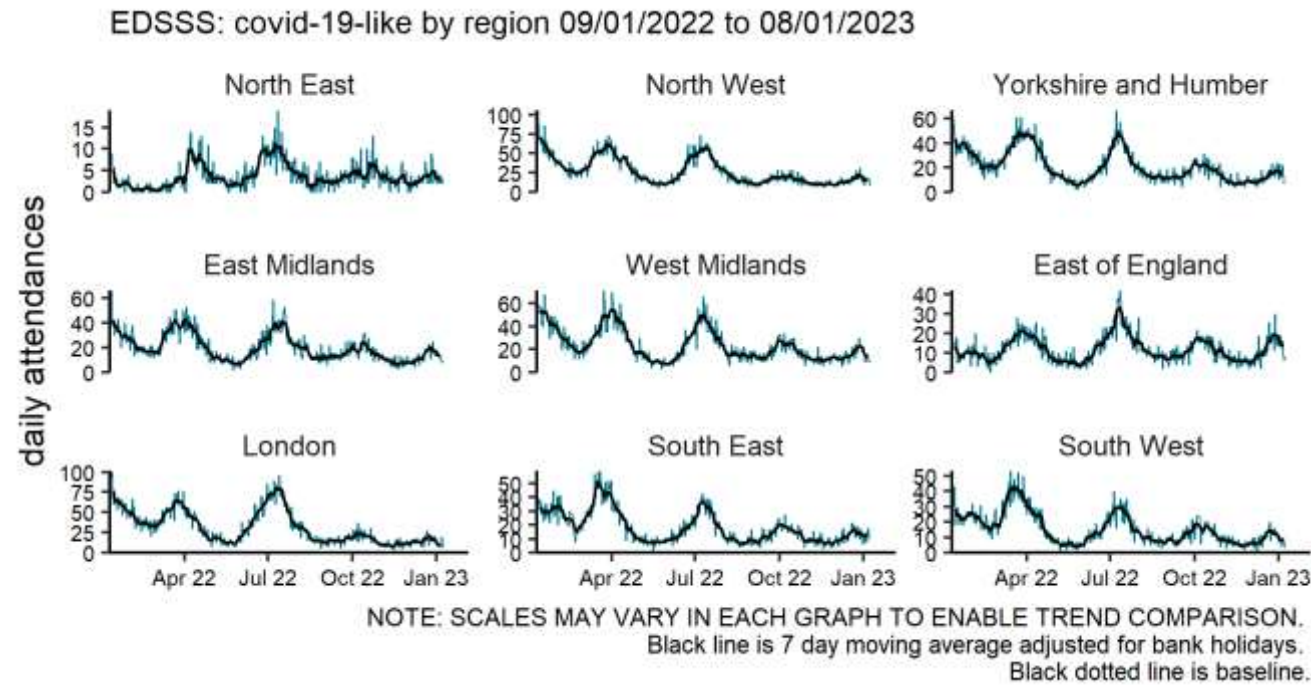 EDSSS: covid-19-like by region 09/01/2022 to 08/01/2023
daily attendances
North East
15
10
5
0
North West
100
75
50
25
0
Yorkshire and Humber
60
40
20
0
East Midlands
60
40
20
0
West Midlands
60
40
20
0
East of England
40
30
20
10
0
London
100
75
50
25
0
Apr 22 Jul 22 Oct 22 Jan 23
South East
50
40
30
20
10
0
Apr 22 Jul 22 Oct 22 Jan 23
South West
50
40
30
20
10
0
Apr 22 Jul 22 Oct 22 Jan 23
NOTE: SCALES MAY VARY IN EACH GRAPH TO ENABLE TREND COMPARISON.
Black line is 7 day moving average adjusted for bank holidays.
Black dotted line is baseline.